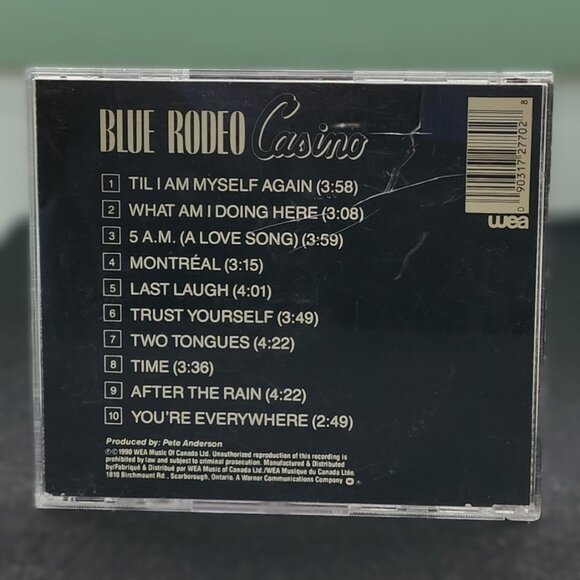 BLUE RODEO Casino
1 TIL I AM MYSELF AGAIN (3:58)
2 WHAT AM I DOING HERE (3:08)
3 5 A.M. (A LOVE SONG) (3:59)
4 MONTRÉAL (3:15)
5 LAST LAUGH (4:01)
6 TRUST YOURSELF (3:49)
7 TWO TONGUES (4:22)
8 TIME (3:36)
9 AFTER THE RAIN (4:22)
10 YOU'RE EVERYWHERE (2:49)
Produced by: Pete Anderson
℗©1990 WEA Music Of Canada Ltd. Unauthorized reproduction of this recording is
prohibited by law and subject to criminal prosecution. Manufactured & Distributed
by/Fabriqué & Distribué par WEA Music of Canada Ltd./WEA Musique du Canada Ltée.
1810 Birchmount Rd., Scarborough, Ontario. A Warner Communications Company
0 90317 27702 8
wea